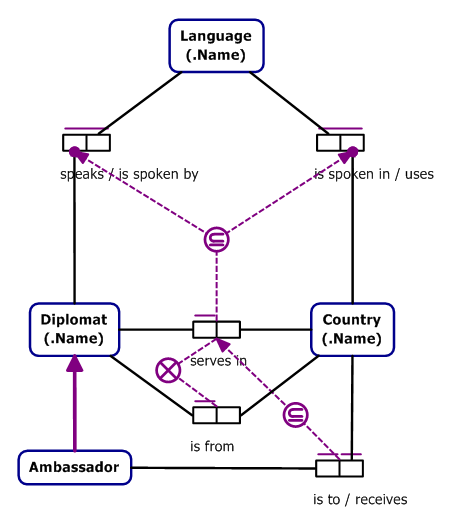 Language
(.Name)
speaks / is spoken by
is spoken in / uses
Diplomat
(.Name)
Country
(.Name)
serves in
is from
Ambassador
is to / receives